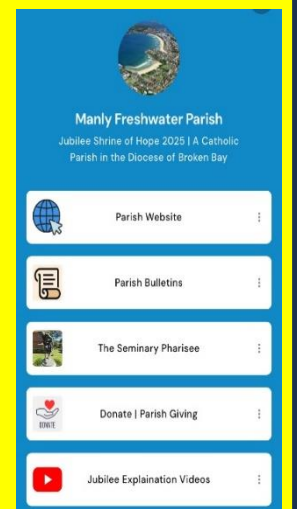 Manly Freshwater Parish
Jubilee Shrine of Hope 2025 | A Catholic
Parish in the Diocese of Broken Bay
Parish Website
Parish Bulletins
The Seminary Pharisee
DONATE
Donate | Parish Giving
Jubilee Explaination Videos